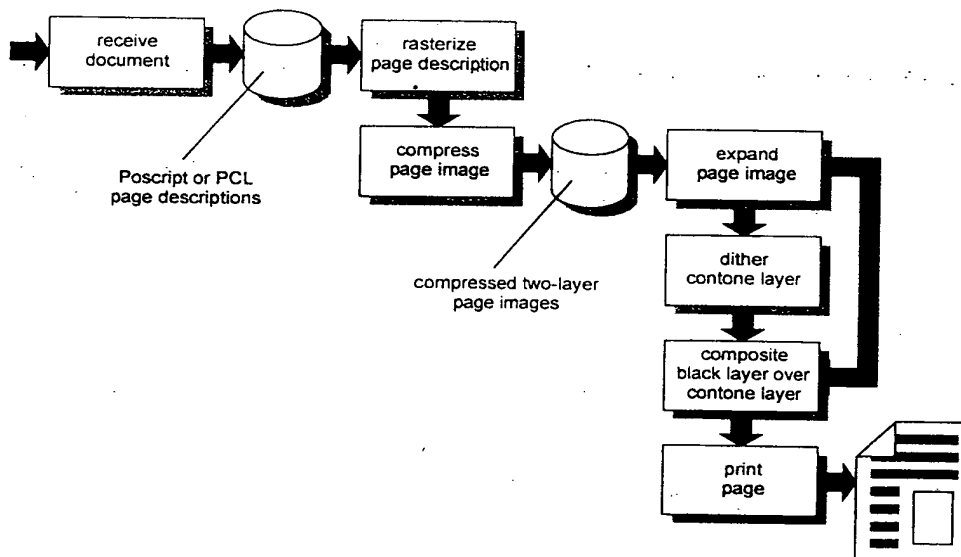 receive
document
rasterize
page description
compress
page image
expand
page image
Poscript or PCL
page descriptions
dither
contone layer
compressed two-layer
page images
composite
black layer over
contone layer
print
page